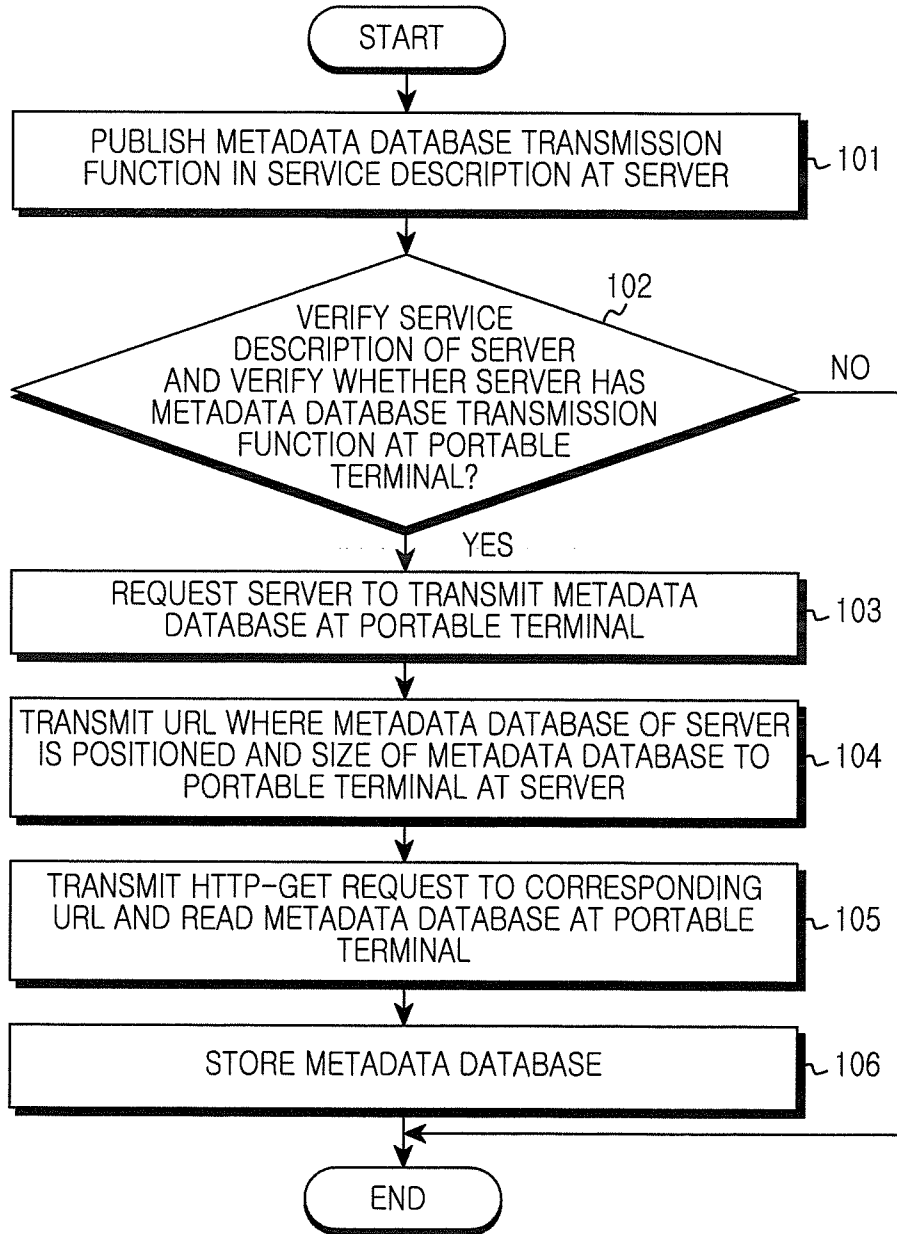 START
PUBLISH METADATA DATABASE TRANSMISSION
FUNCTION IN SERVICE DESCRIPTION AT SERVER
101
102
VERIFY SERVICE
DESCRIPTION OF SERVER
AND VERIFY WHETHER SERVER HAS
METADATA DATABASE TRANSMISSION
FUNCTION AT PORTABLE
TERMINAL?
NO
YES
REQUEST SERVER TO TRANSMIT METADATA
DATABASE AT PORTABLE TERMINAL
103
TRANSMIT URL WHERE METADATA DATABASE OF SERVER
IS POSITIONED AND SIZE OF METADATA DATABASE TO
PORTABLE TERMINAL AT SERVER
104
TRANSMIT HTTP-GET REQUEST TO CORRESPONDING
URL AND READ METADATA DATABASE AT PORTABLE
TERMINAL
105
STORE METADATA DATABASE
106
END